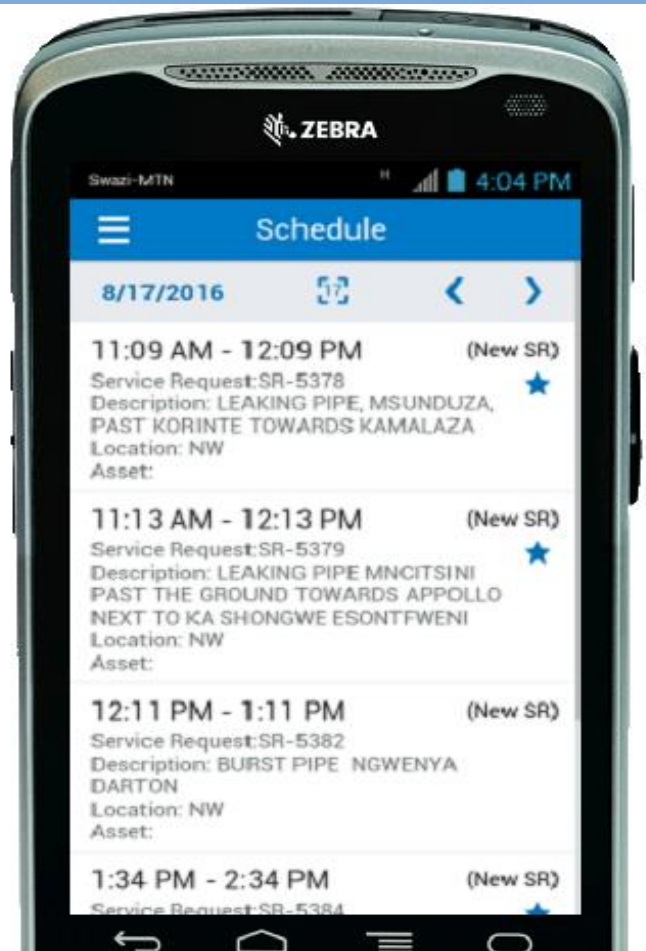 ZEBRA
Swazi-MTN H 4:04 PM
Schedule
8/17/2016 17
11:09 AM - 12:09 PM (New SR)
Service Request:SR-5378
Description: LEAKING PIPE, MSUNDUZA,
PAST KORINTE TOWARDS KAMALAZA
Location: NW
Asset:
11:13 AM - 12:13 PM (New SR)
Service Request:SR-5379
Description: LEAKING PIPE MNCITSINI
PAST THE GROUND TOWARDS APPOLLO
NEXT TO KA SHONGWE ESONTFWENI
Location: NW
Asset:
12:11 PM - 1:11 PM (New SR)
Service Request:SR-5382
Description: BURST PIPE NGWENYA
DARTON
Location: NW
Asset:
1:34 PM - 2:34 PM (New SR)
Service Request:SR-5384